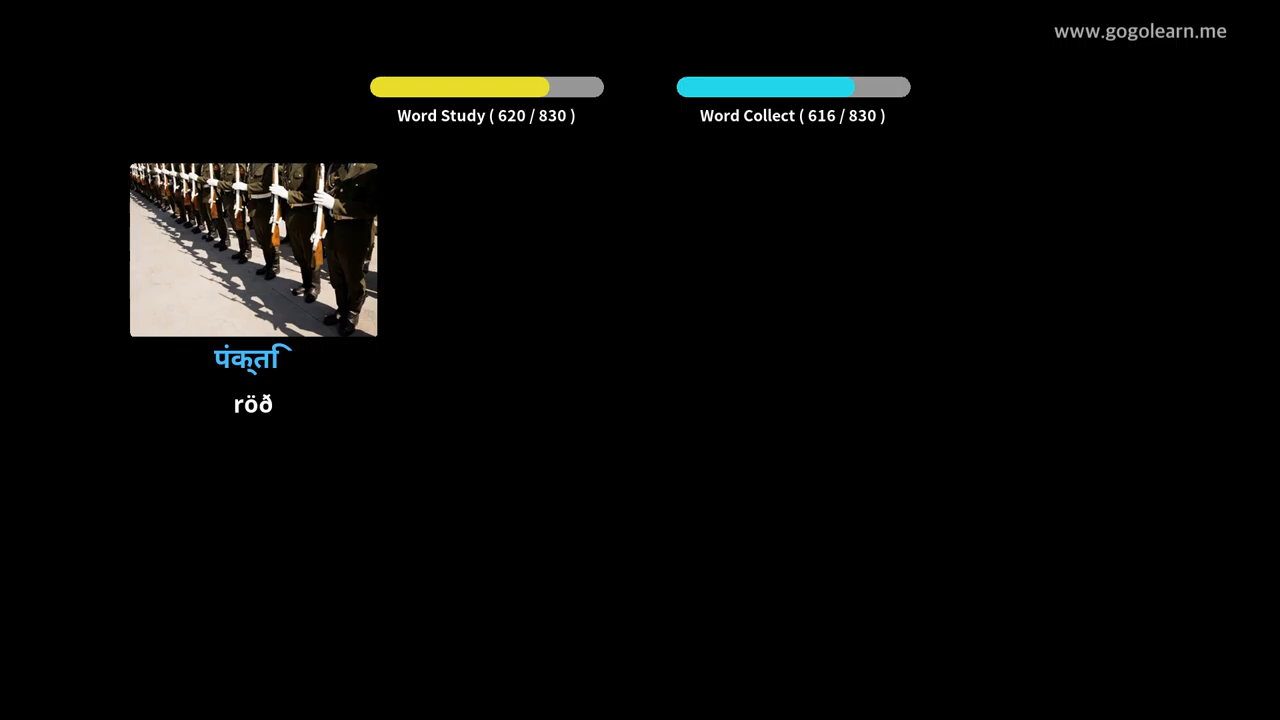 www.gogolearn.me
Word Study ( 620 / 830 )
Word Collect ( 616 / 830 )
पंक्ति
röð